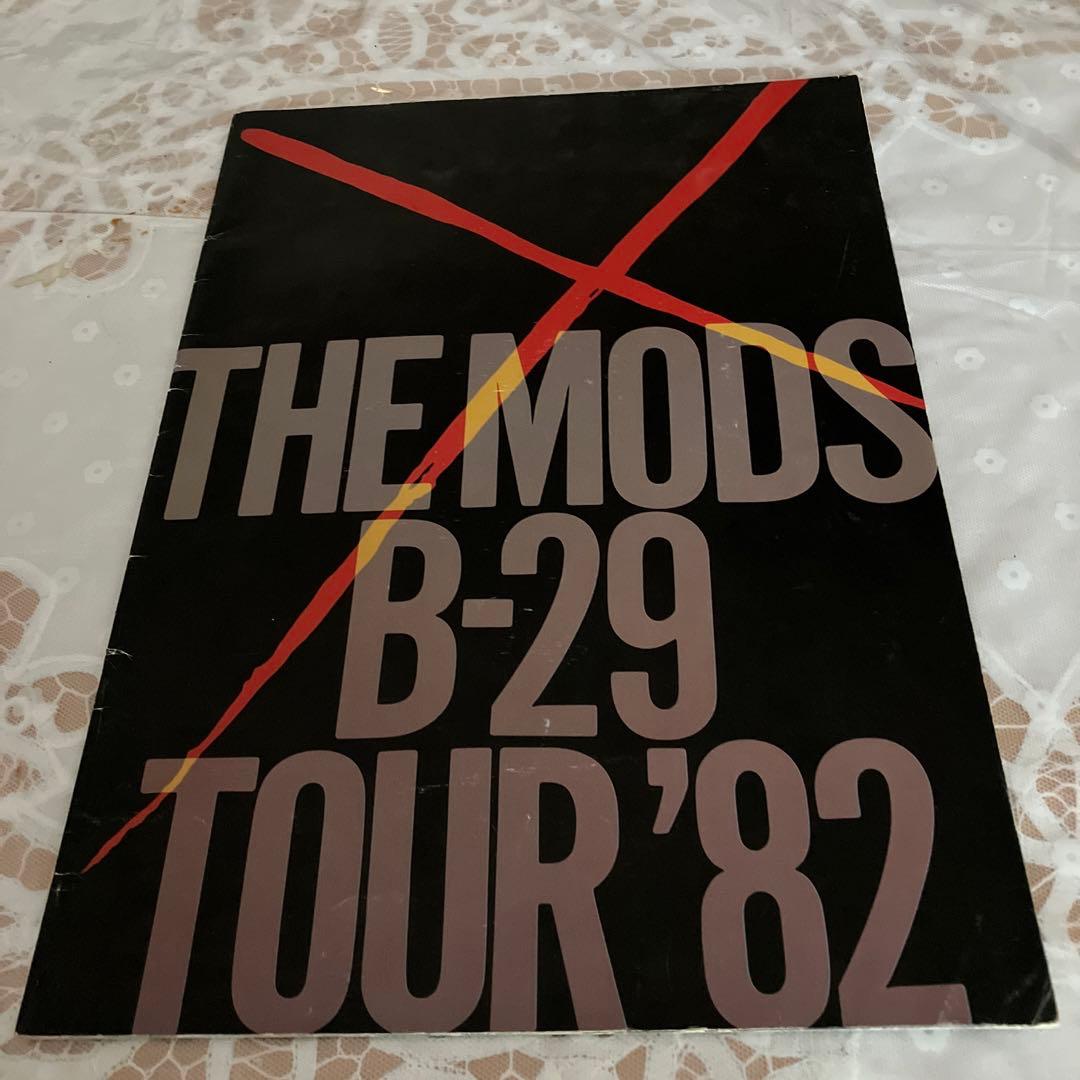 THE MODS
B-29
TOUR '82